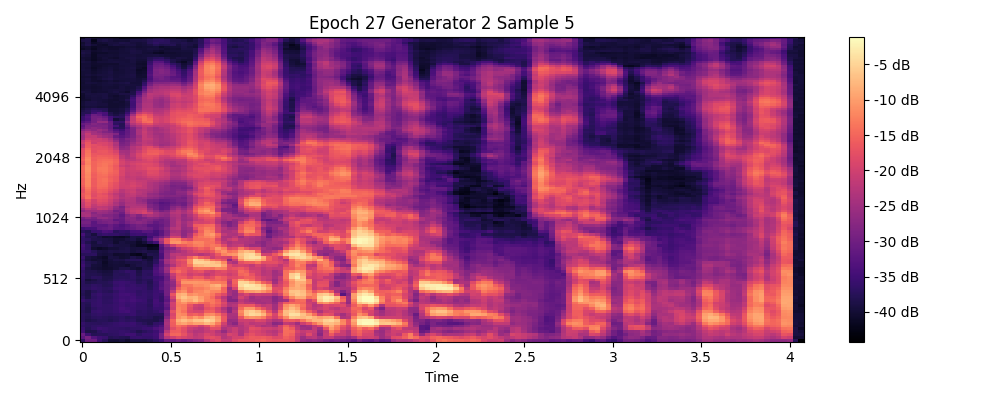 Epoch 27 Generator 2 Sample 5
Hz
4096
2048
1024
512
0
0
0.5
1
1.5
2
2.5
3
3.5
4
Time
-5 dB
-10 dB
-15 dB
-20 dB
-25 dB
-30 dB
-35 dB
-40 dB